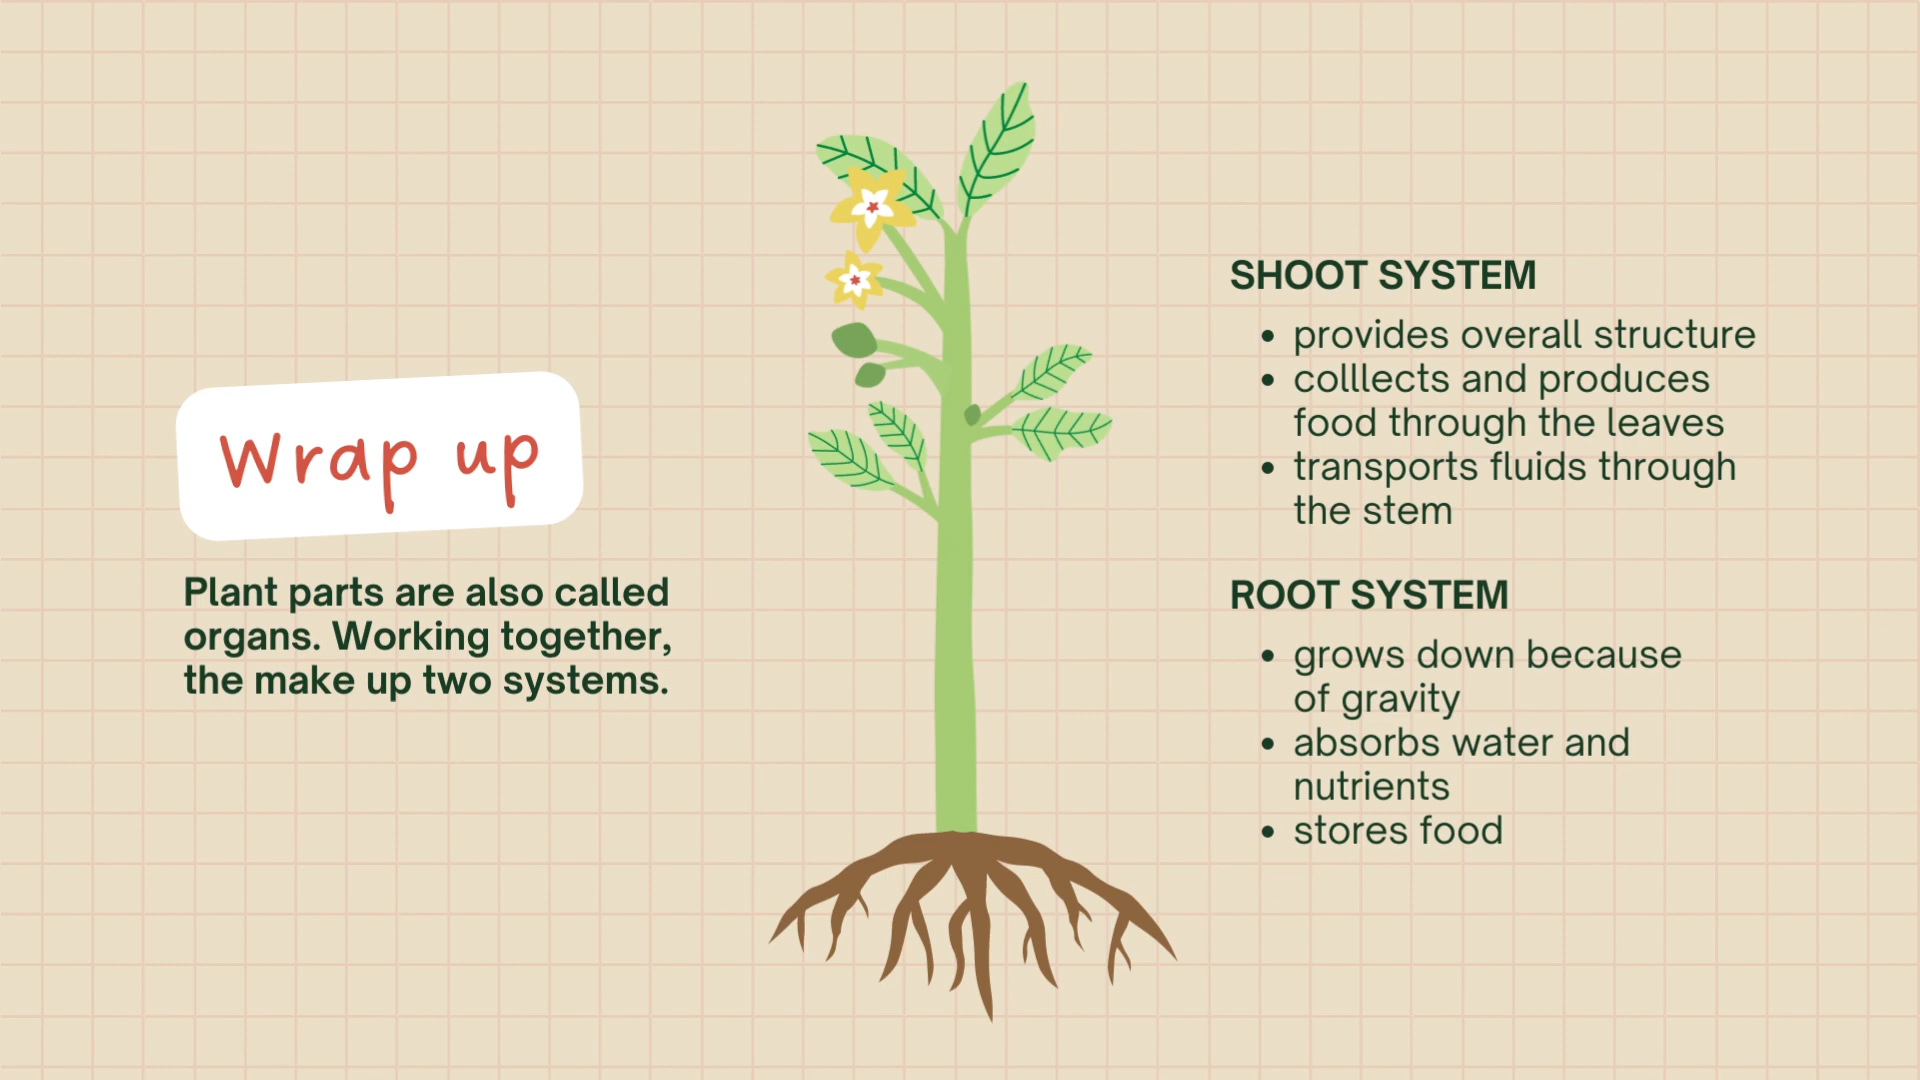 Wrap up
Plant parts are also called
organs. Working together,
the make up two systems.
SHOOT SYSTEM
• provides overall structure
• colllects and produces
food through the leaves
• transports fluids through
the stem
ROOT SYSTEM
• grows down because
of gravity
• absorbs water and
nutrients
• stores food